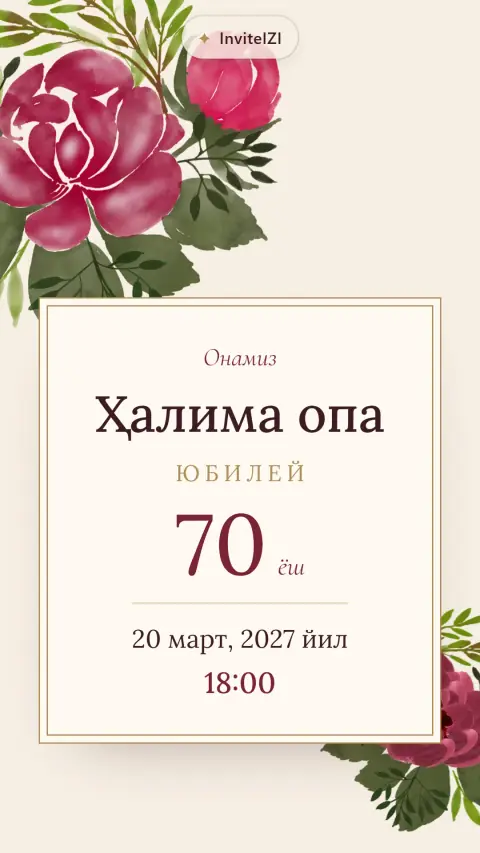 InviteIZI
Онамиз
Ҳалима опа
ЮБИЛЕЙ
70 ёш
20 март, 2027 йил
18:00